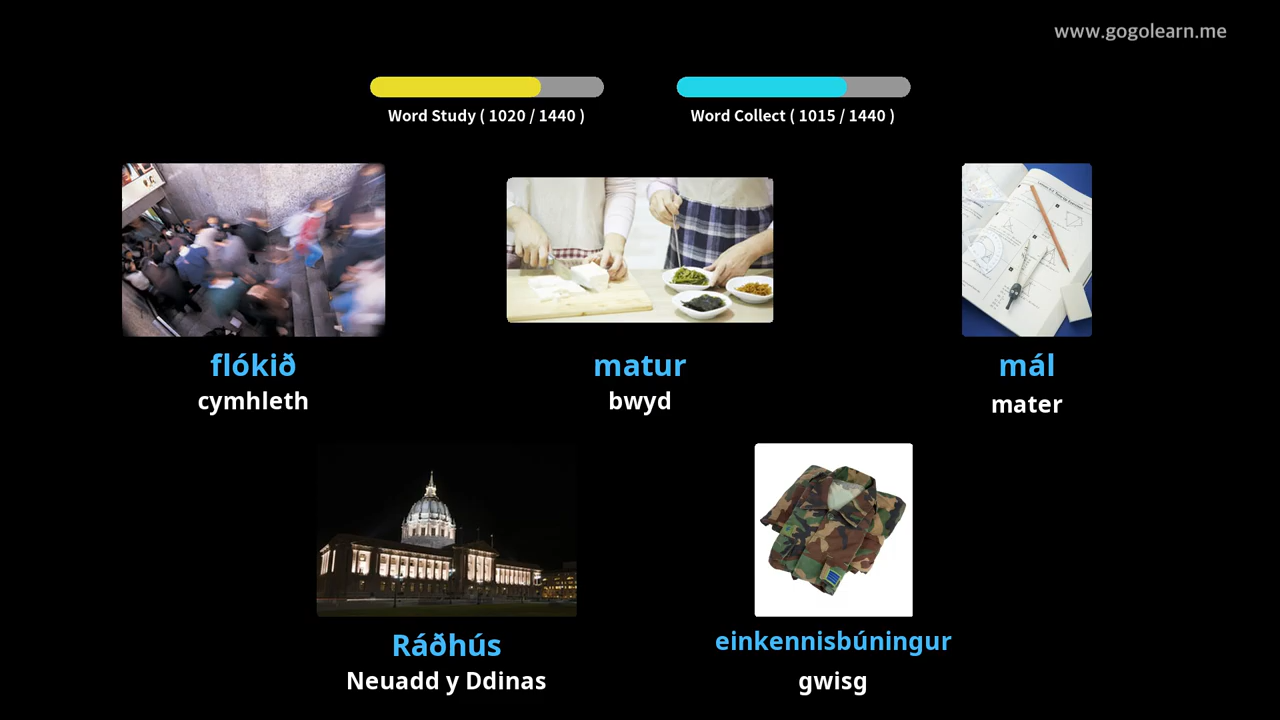 www.gogolearn.me
Word Study ( 1020 / 1440 )
Word Collect ( 1015 / 1440 )
flókið
cymhleth
matur
bwyd
mál
mater
Ráðhús
Neuadd y Ddinas
einkennisbúningur
gwisg